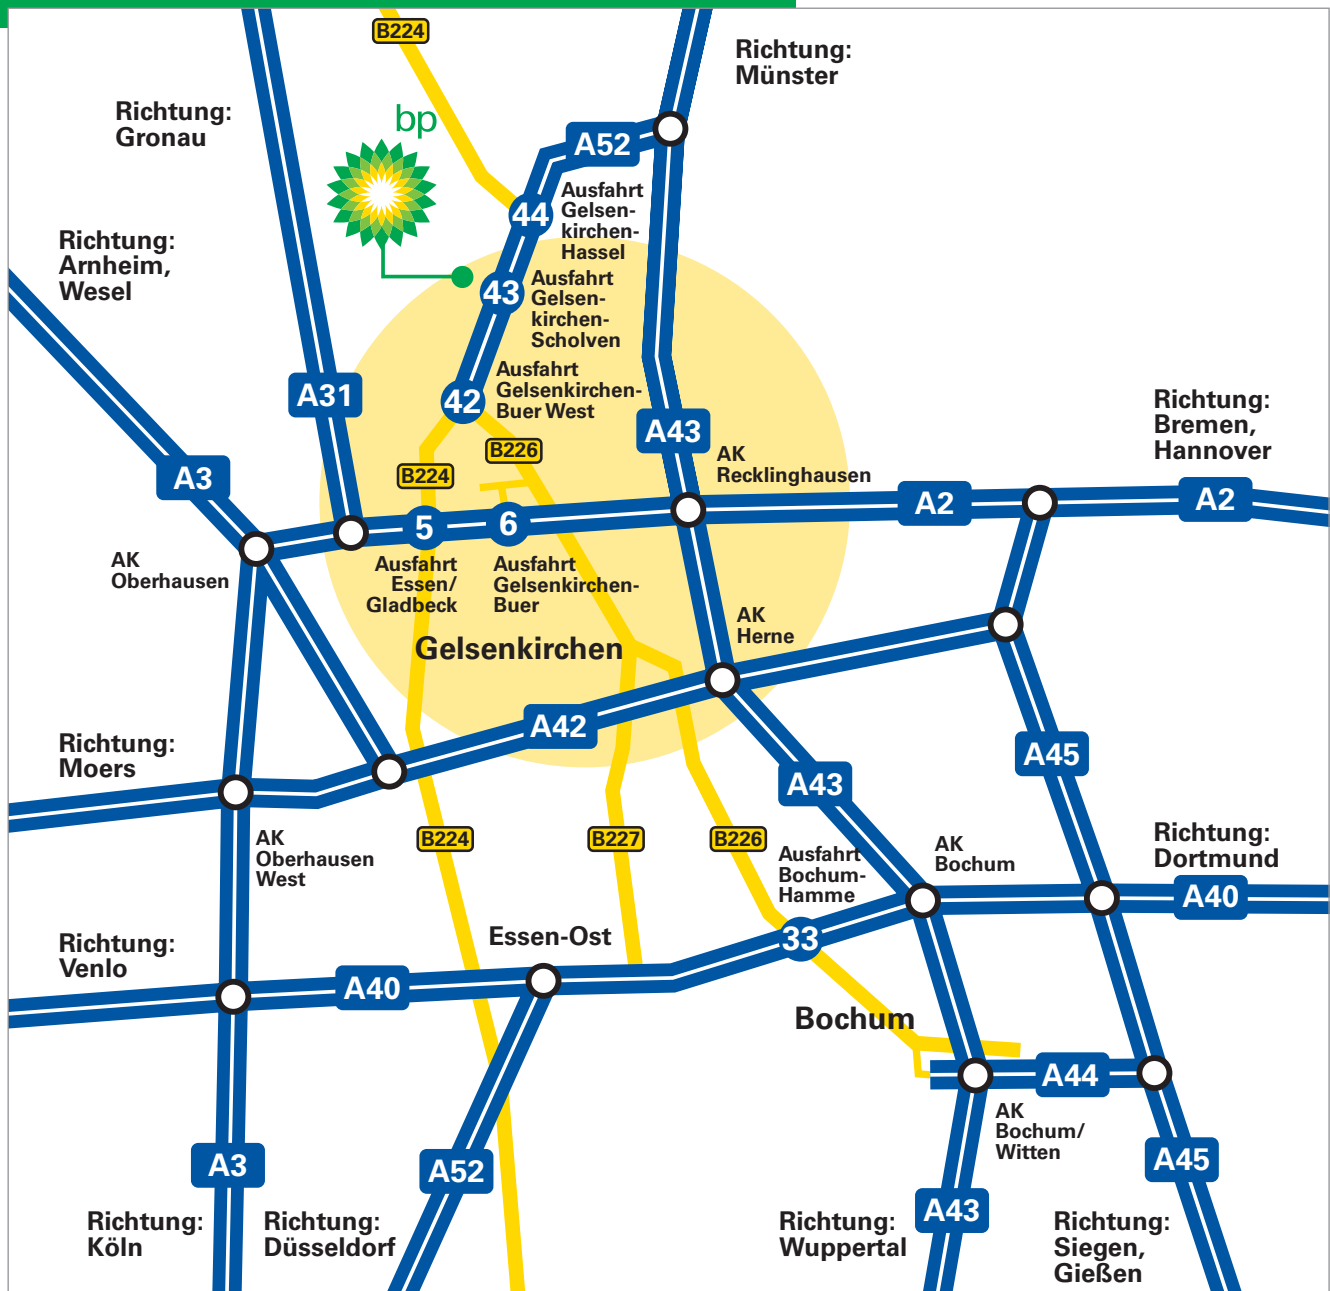 B224
Richtung:
Münster
Richtung:
Gronau
bp
A52
Ausfahrt
Gelsen-
kirchen-
Hassel
44
Richtung:
Arnheim,
Wesel
43
Ausfahrt
Gelsen-
kirchen-
Scholven
42
Ausfahrt
Gelsenkirchen-
Buer West
A31
A43
Richtung:
Bremen,
Hannover
B226
B224
A3
AK
Recklinghausen
A2
A2
5
6
AK
Oberhausen
Ausfahrt
Essen/
Gladbeck
Ausfahrt
Gelsenkirchen-
Buer
AK
Herne
Gelsenkirchen
A42
Richtung:
Moers
A43
A45
B224
B227
B226
AK
Oberhausen
West
Ausfahrt
Bochum-
Hamme
AK
Bochum
Richtung:
Dortmund
A40
Richtung:
Venlo
Essen-Ost
33
A40
Bochum
A44
AK
Bochum/
Witten
A3
A52
A45
A43
Richtung:
Köln
Richtung:
Düsseldorf
Richtung:
Wuppertal
Richtung:
Siegen,
Gießen